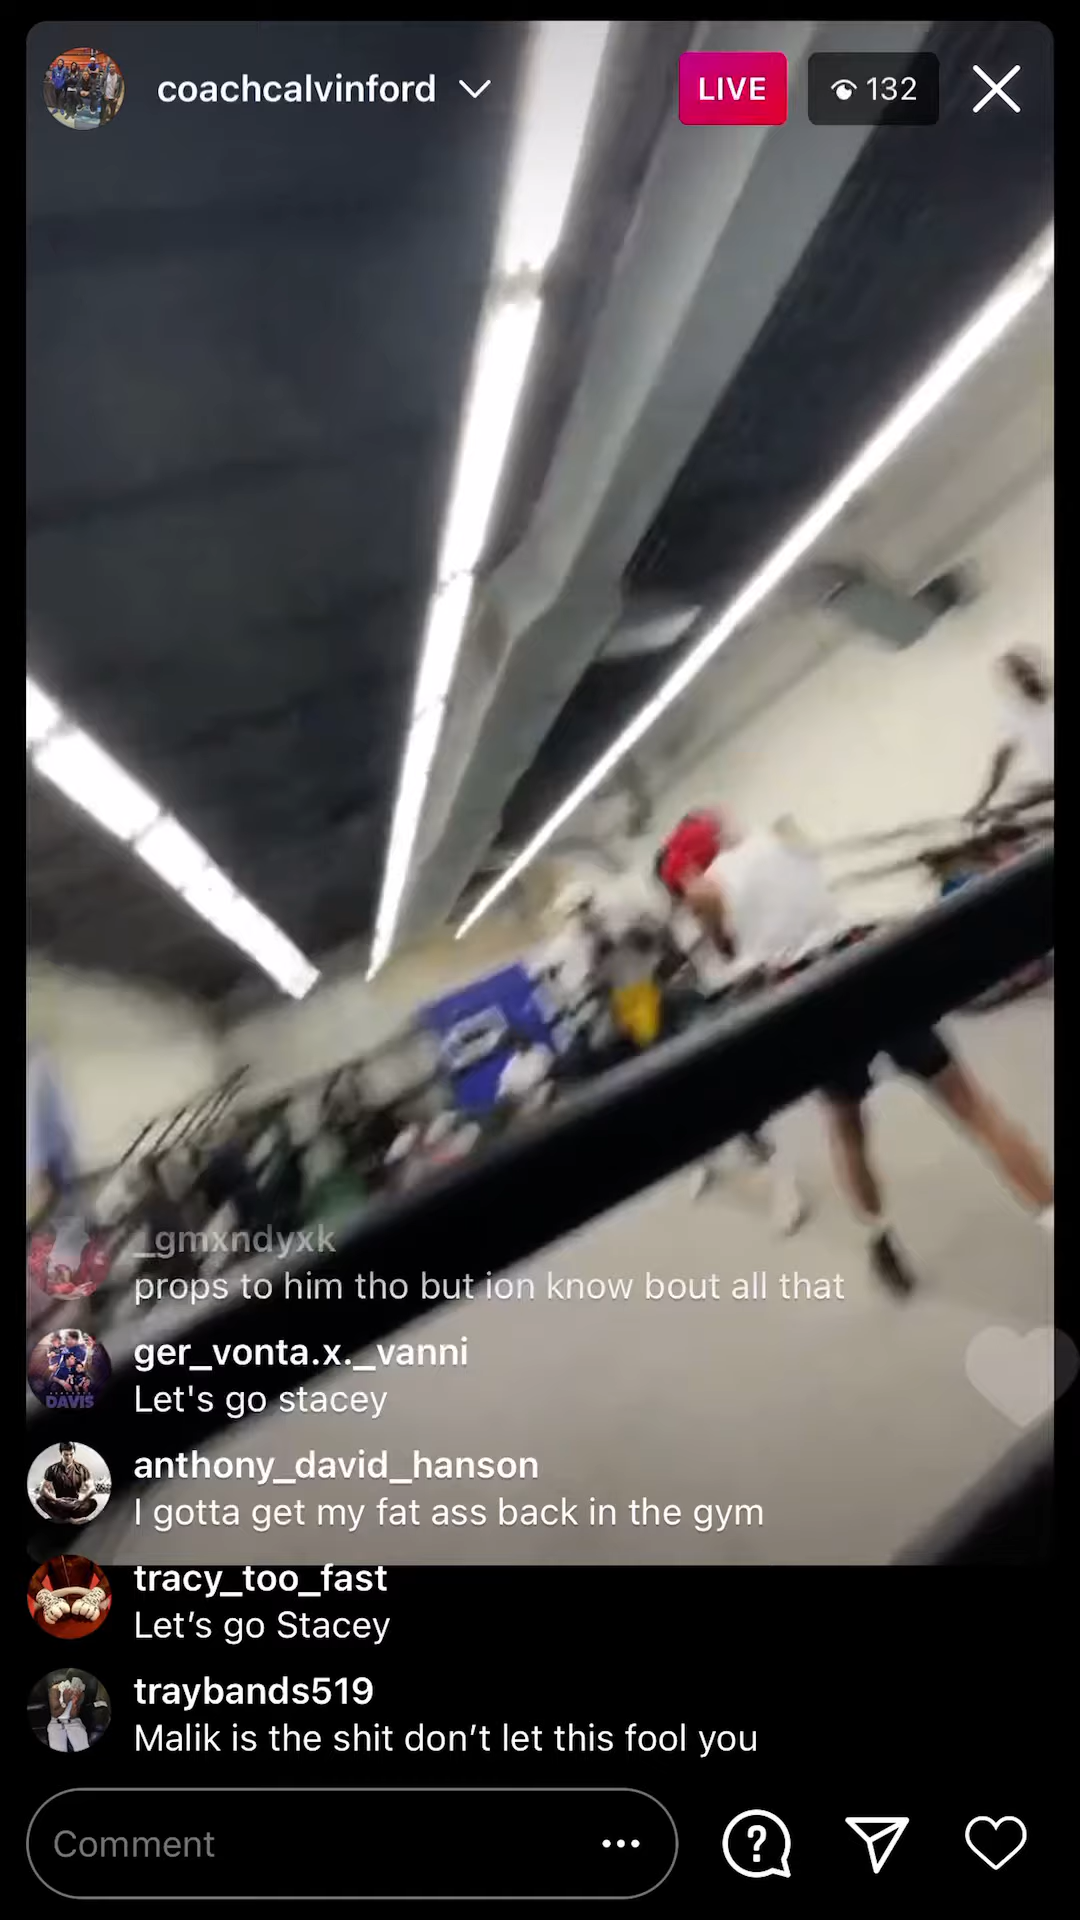 coachcalvinford
LIVE
132
_gmxndyxk
props to him tho but ion know bout all that
ger_vonta.x._vanni
Let's go stacey
DAVIS
anthony_david_hanson
I gotta get my fat ass back in the gym
tracy_too_fast
Let’s go Stacey
traybands519
Malik is the shit don’t let this fool you
Comment